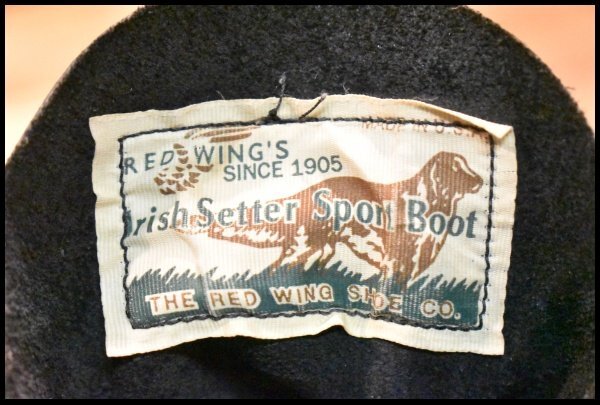 MADE IN U.S.A.
RED WING'S
SINCE 1905
Irish Setter Sport Boot
THE RED WING SHOE CO.